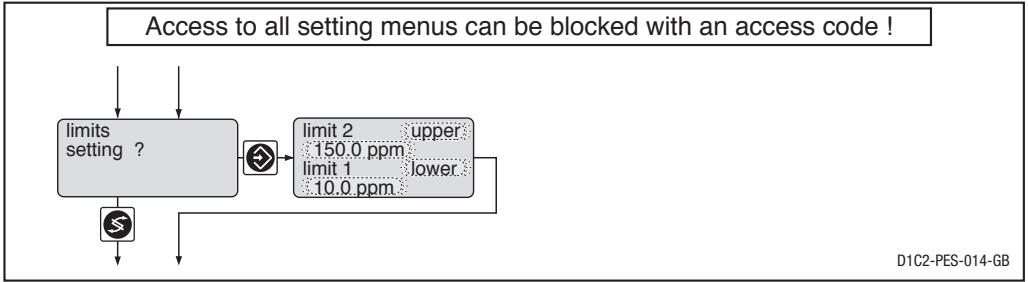 Access to all setting menus can be blocked with an access code !
limits
setting ?
limit 2 upper
150.0 ppm
limit 1 lower
10.0 ppm
D1C2-PES-014-GB